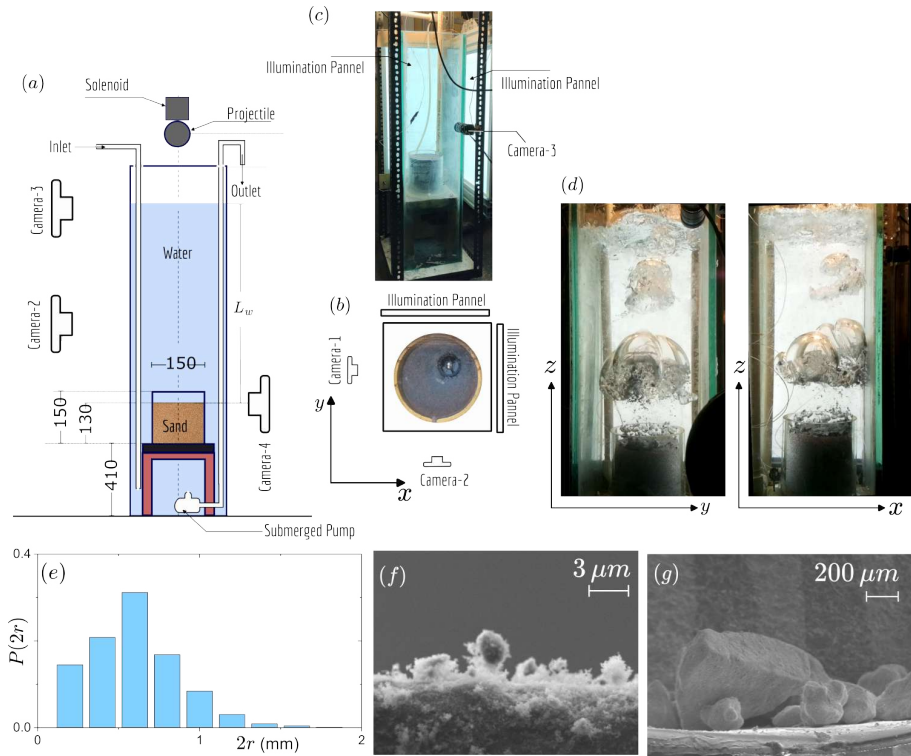 (a)
Solenoid
Projectile
Inlet
Outlet
Camera-3
Water
Camera-2
L_w
150
150
130
Sand
Camera-4
410
Submerged Pump
(c)
Illumination Pannel
Illumination Pannel
Camera-3
(b)
Illumination Pannel
Camera-1
Illumination Pannel
y
x
Camera-2
(d)
z
y
z
x
(e)
0.4
P(2r)
0.0
0
1
2
2r (mm)
(f)
3 μm
(g)
200 μm